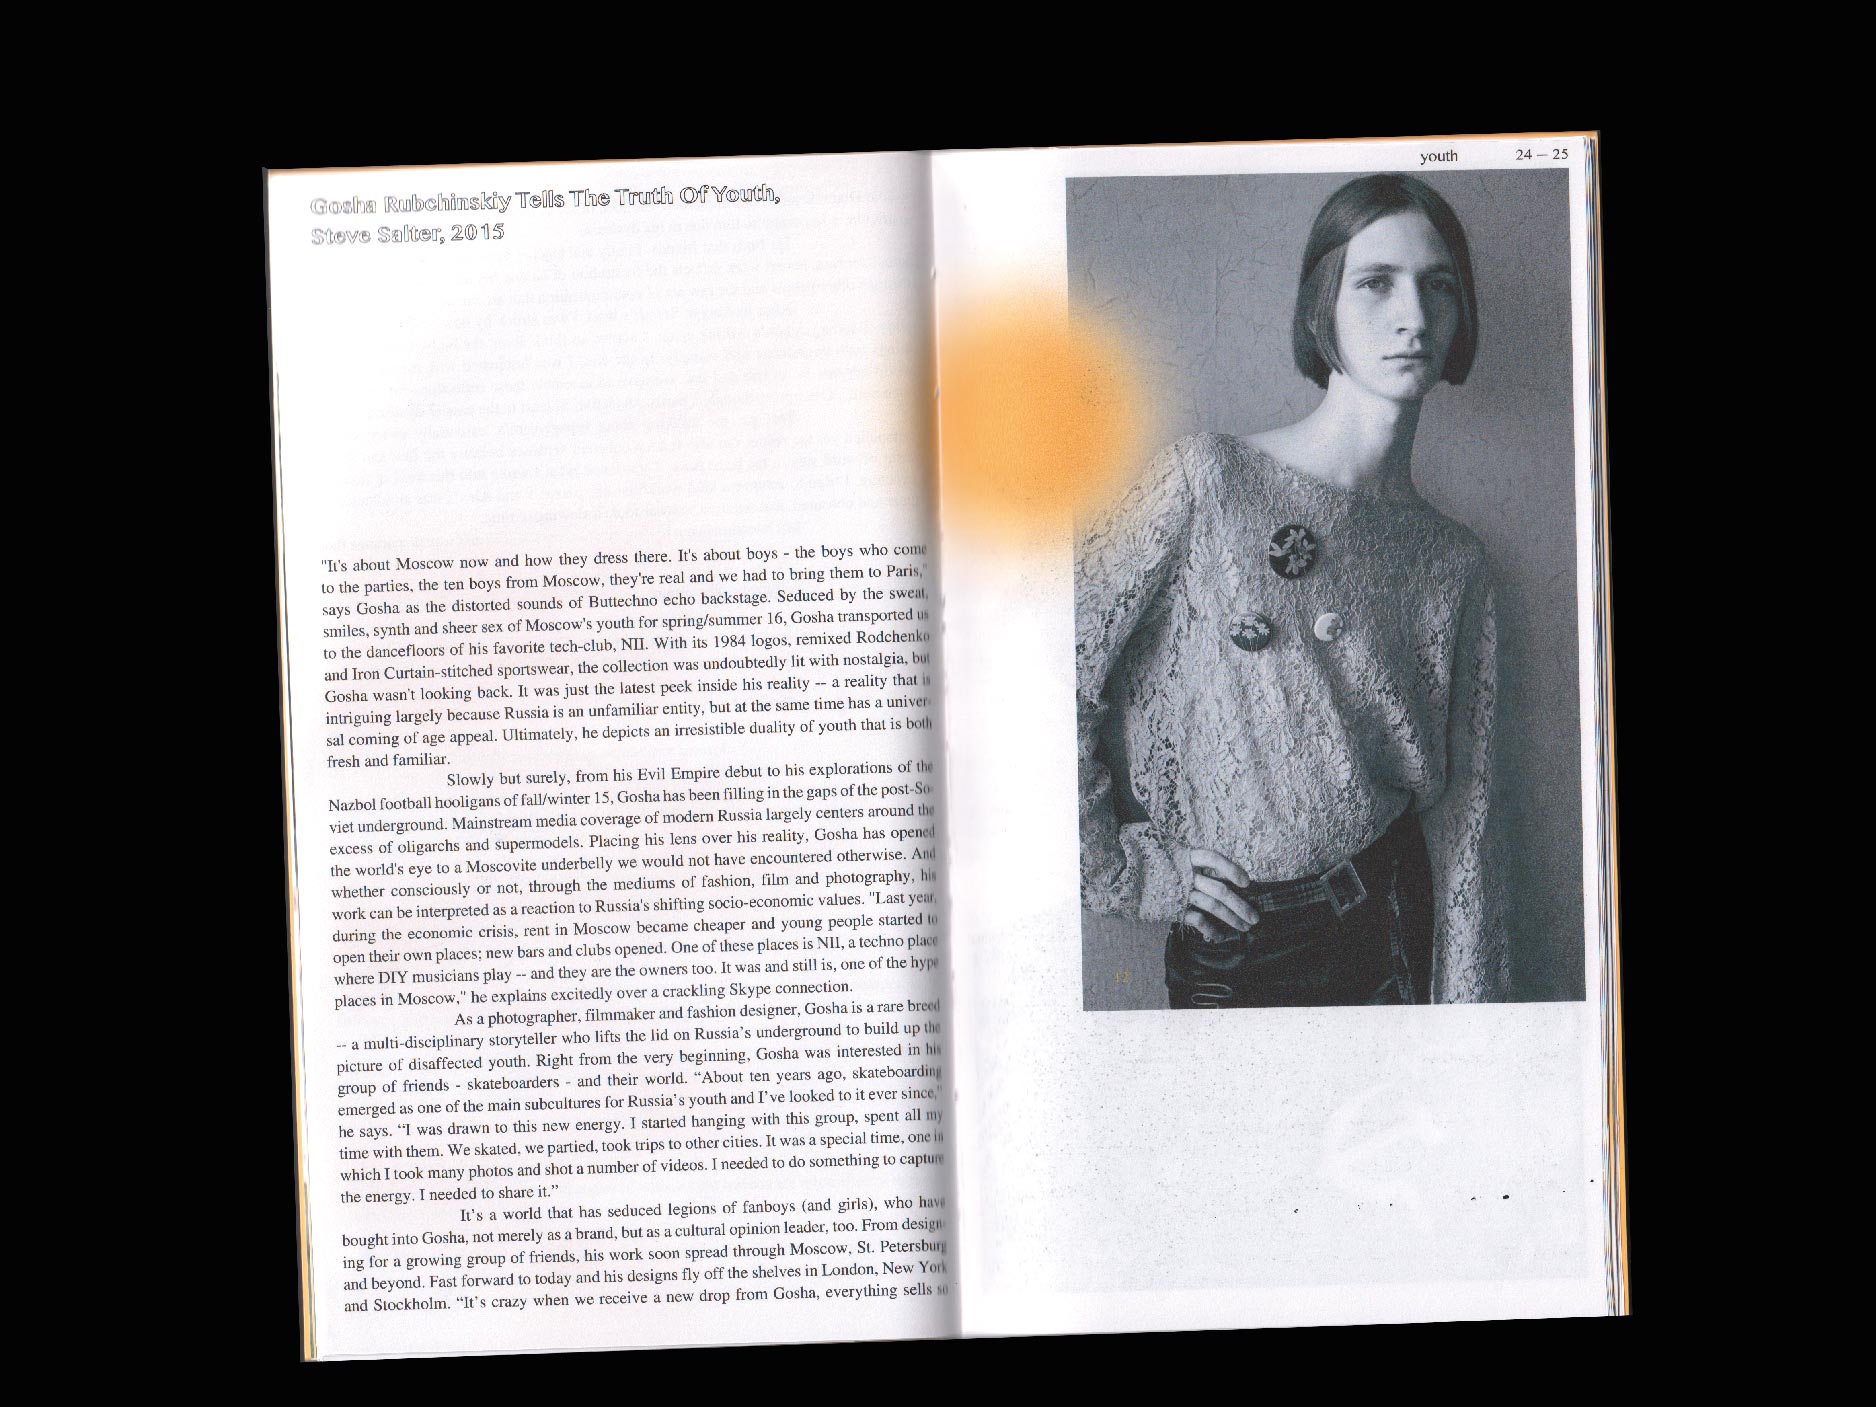 Gosha Rubchinskiy Tells The Truth Of Youth,
Steve Salter, 2015
"It's about Moscow now and how they dress there. It's about boys - the boys who come
to the parties, the ten boys from Moscow, they're real and we had to bring them to Paris,"
says Gosha as the distorted sounds of Buttechno echo backstage. Seduced by the sweat,
smiles, synth and sheer sex of Moscow's youth for spring/summer 16, Gosha transported us
to the dancefloors of his favorite tech-club, NII. With its 1984 logos, remixed Rodchenko
and Iron Curtain-stitched sportswear, the collection was undoubtedly lit with nostalgia, but
Gosha wasn't looking back. It was just the latest peek inside his reality -- a reality that is
intriguing largely because Russia is an unfamiliar entity, but at the same time has a univer-
sal coming of age appeal. Ultimately, he depicts an irresistible duality of youth that is both
fresh and familiar.
Slowly but surely, from his Evil Empire debut to his explorations of the
Nazbol football hooligans of fall/winter 15, Gosha has been filling in the gaps of the post-So-
viet underground. Mainstream media coverage of modern Russia largely centers around the
excess of oligarchs and supermodels. Placing his lens over his reality, Gosha has opened
the world's eye to a Moscovite underbelly we would not have encountered otherwise. And
whether consciously or not, through the mediums of fashion, film and photography, his
work can be interpreted as a reaction to Russia's shifting socio-economic values. "Last year,
during the economic crisis, rent in Moscow became cheaper and young people started to
open their own places; new bars and clubs opened. One of these places is NII, a techno place
where DIY musicians play -- and they are the owners too. It was and still is, one of the hype
places in Moscow," he explains excitedly over a crackling Skype connection.
As a photographer, filmmaker and fashion designer, Gosha is a rare breed
-- a multi-disciplinary storyteller who lifts the lid on Russia’s underground to build up the
picture of disaffected youth. Right from the very beginning, Gosha was interested in his
group of friends - skateboarders - and their world. “About ten years ago, skateboarding
emerged as one of the main subcultures for Russia’s youth and I’ve looked to it ever since,”
he says. “I was drawn to this new energy. I started hanging with this group, spent all my
time with them. We skated, we partied, took trips to other cities. It was a special time, one in
which I took many photos and shot a number of videos. I needed to do something to capture
the energy. I needed to share it.”
It’s a world that has seduced legions of fanboys (and girls), who have
bought into Gosha, not merely as a brand, but as a cultural opinion leader, too. From design-
ing for a growing group of friends, his work soon spread through Moscow, St. Petersburg
and beyond. Fast forward to today and his designs fly off the shelves in London, New York
and Stockholm. “It’s crazy when we receive a new drop from Gosha, everything sells so
youth 24 – 25
12